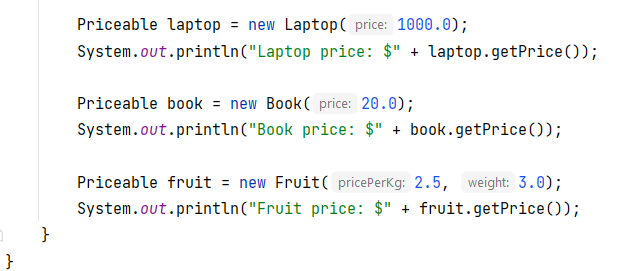 Priceable laptop = new Laptop( price: 1000.0);
System.out.println("Laptop price: $" + laptop.getPrice());
Priceable book = new Book( price: 20.0);
System.out.println("Book price: $" + book.getPrice());
Priceable fruit = new Fruit( pricePerKg: 2.5, weight: 3.0);
System.out.println("Fruit price: $" + fruit.getPrice());
}
}